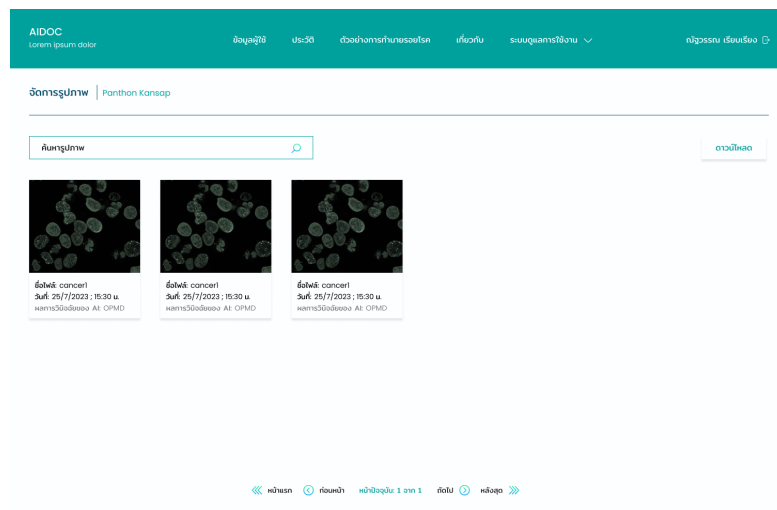 AIDOC
Lorem ipsum dolor
ข้อมูลผู้ใช้ ประวัติ ตัวอย่างการทำนายรอยโรค เกี่ยวกับ ระบบดูแลการใช้งาน ณัฐวรรณ เรียบเรียง
จัดการรูปภาพ Panthon Kansap
ค้นหารูปภาพ ดาวน์โหลด
ชื่อไฟล์: cancer1 ชื่อไฟล์: cancer1 ชื่อไฟล์: cancer1
วันที่: 25/7/2023 ; 15:30 น. วันที่: 25/7/2023 ; 15:30 น. วันที่: 25/7/2023 ; 15:30 น.
ผลการวินิจฉัยของ AI: OPMD ผลการวินิจฉัยของ AI: OPMD ผลการวินิจฉัยของ AI: OPMD
หน้าแรก ก่อนหน้า หน้าปัจจุบัน: 1 จาก 1 ถัดไป หลังสุด